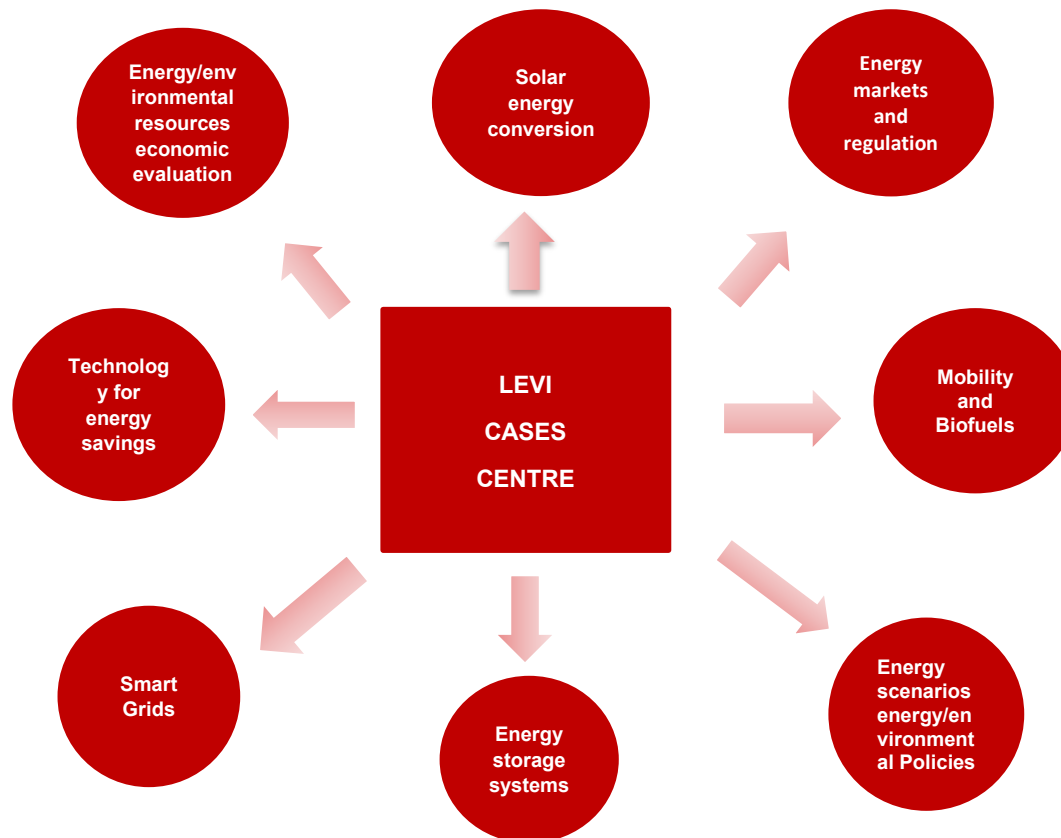 Energy/env
ironmental
resources
economic
evaluation
Solar
energy
conversion
Energy
markets
and
regulation
Technolog
y for
energy
savings
LEVI
CASES
CENTRE
Mobility
and
Biofuels
Smart
Grids
Energy
storage
systems
Energy
scenarios
energy/en
vironment
al Policies